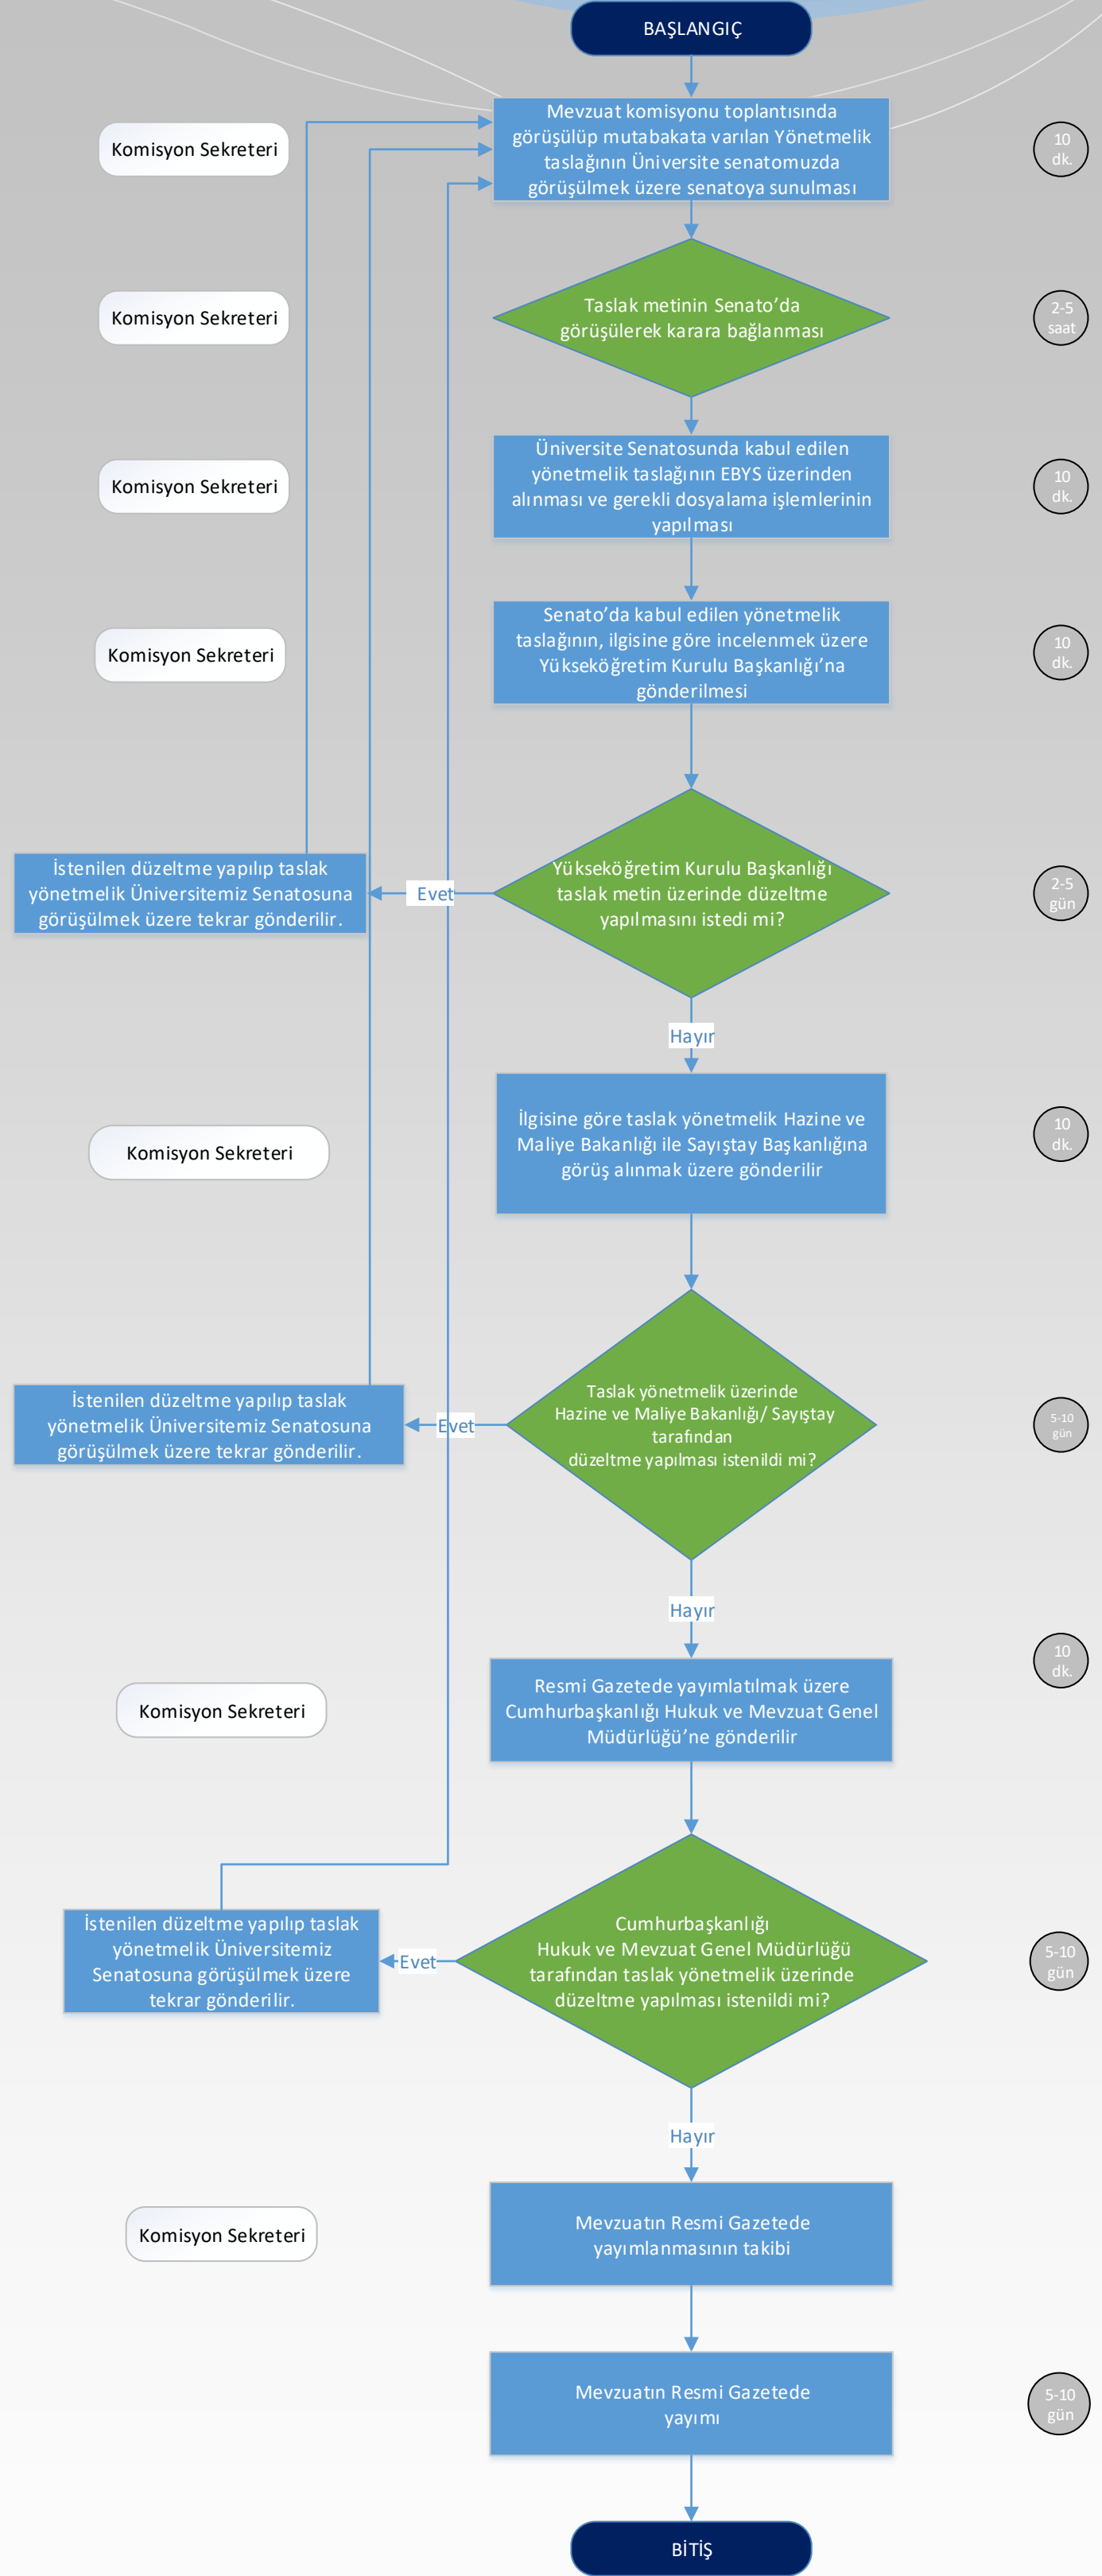 BAŞLANGIÇ
Komisyon Sekreteri
Mevzuat komisyonu toplantısında
görüşülüp mutabakata varılan Yönetmelik
taslağının Üniversite senatomuzda
görüşülmek üzere senatoya sunulması
10
dk.
Komisyon Sekreteri
Taslak metinin Senato’da
görüşülerek karara bağlanması
2-5
saat
Komisyon Sekreteri
Üniversite Senatosunda kabul edilen
yönetmelik taslağının EBYS üzerinden
alınması ve gerekli dosyalama işlemlerinin
yapılması
10
dk.
Komisyon Sekreteri
Senato’da kabul edilen yönetmelik
taslağının, ilgisine göre incelenmek üzere
Yükseköğretim Kurulu Başkanlığı’na
gönderilmesi
10
dk.
İstenilen düzeltme yapılıp taslak
yönetmelik Üniversitemiz Senatosuna
görüşülmek üzere tekrar gönderilir.
Evet
Yükseköğretim Kurulu Başkanlığı
taslak metin üzerinde düzeltme
yapılmasını istedi mi?
2-5
gün
Hayır
Komisyon Sekreteri
İlgisine göre taslak yönetmelik Hazine ve
Maliye Bakanlığı ile Sayıştay Başkanlığına
görüş alınmak üzere gönderilir
10
dk.
İstenilen düzeltme yapılıp taslak
yönetmelik Üniversitemiz Senatosuna
görüşülmek üzere tekrar gönderilir.
Evet
Taslak yönetmelik üzerinde
Hazine ve Maliye Bakanlığı/ Sayıştay
tarafından
düzeltme yapılması istenildi mi?
5-10
gün
Hayır
Komisyon Sekreteri
Resmi Gazetede yayımlatılmak üzere
Cumhurbaşkanlığı Hukuk ve Mevzuat Genel
Müdürlüğü’ne gönderilir
10
dk.
İstenilen düzeltme yapılıp taslak
yönetmelik Üniversitemiz
Senatosuna görüşülmek üzere
tekrar gönderilir.
Evet
Cumhurbaşkanlığı
Hukuk ve Mevzuat Genel Müdürlüğü
tarafından taslak yönetmelik üzerinde
düzeltme yapılması istenildi mi?
5-10
gün
Hayır
Komisyon Sekreteri
Mevzuatın Resmi Gazetede
yayımlanmasının takibi
Mevzuatın Resmi Gazetede
yayımı
5-10
gün
BİTİŞ